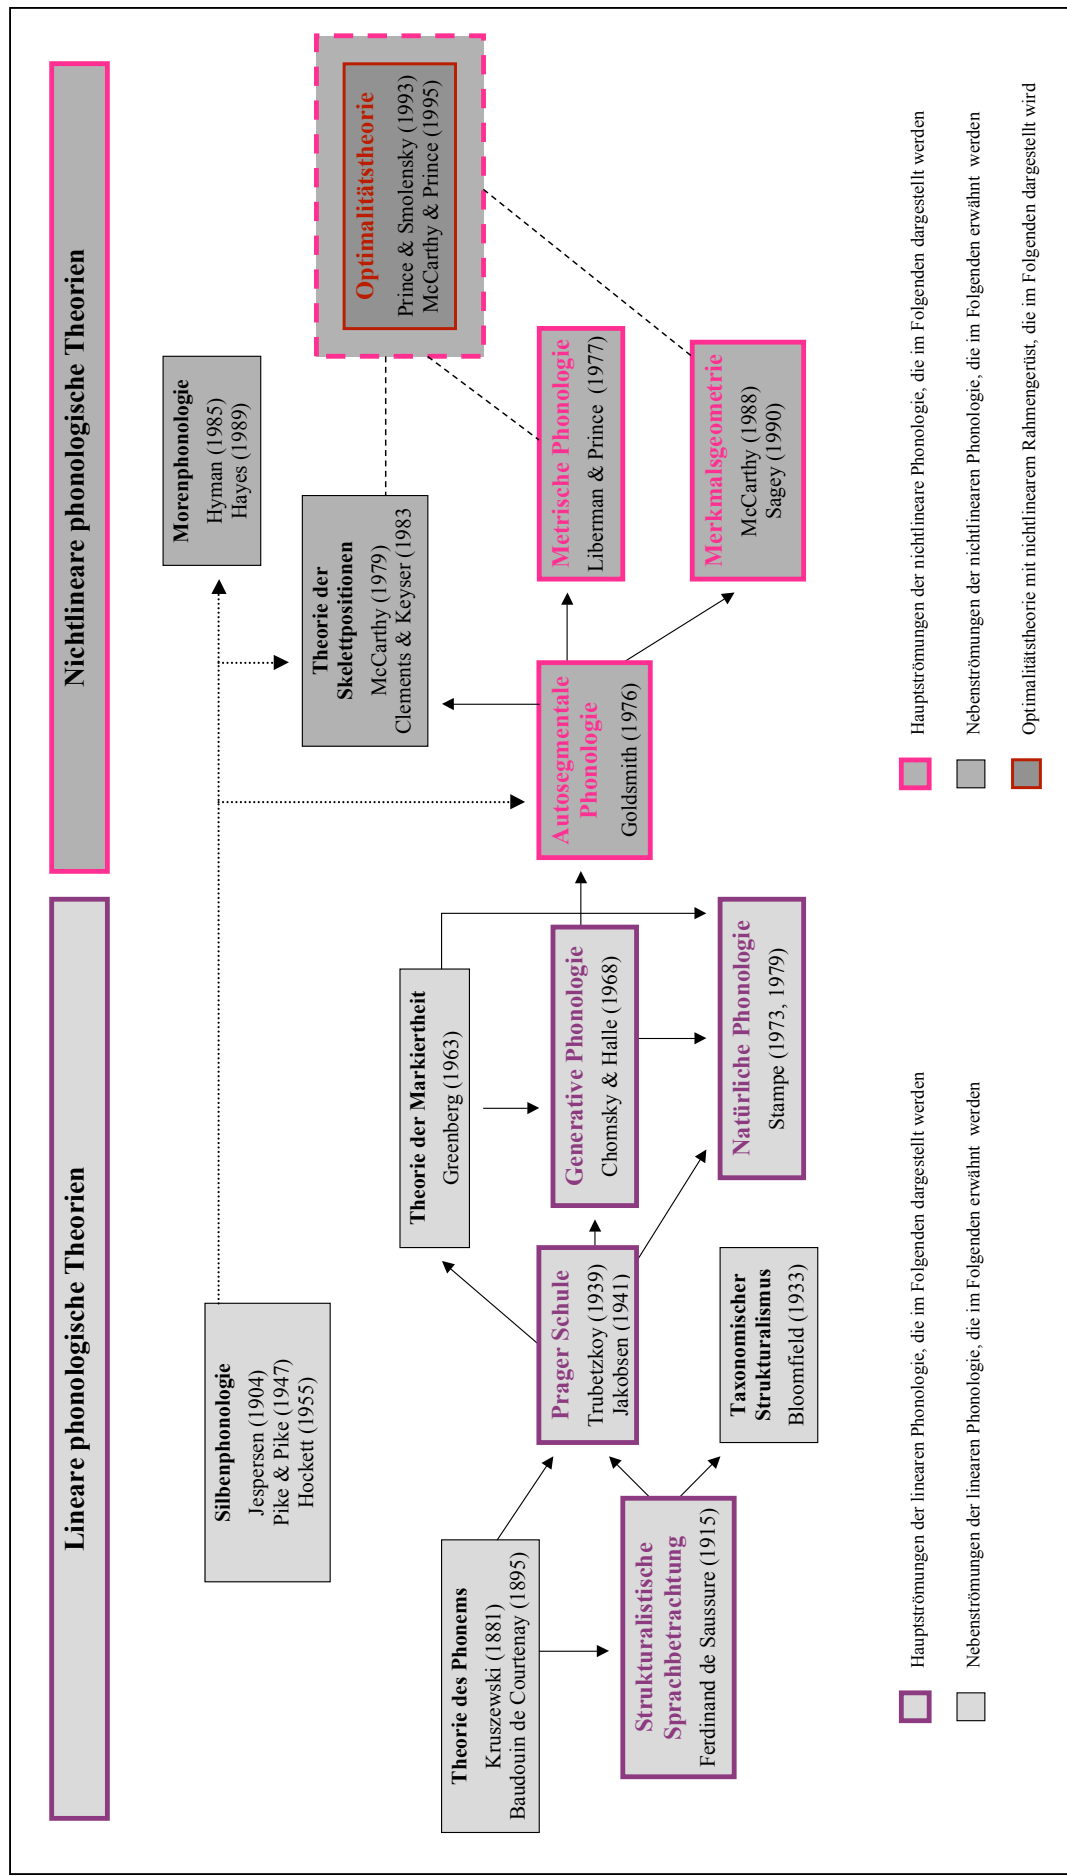 Lineare phonologische Theorien
Nichtlineare phonologische Theorien
Silbenphonologie
Jespersen (1904)
Pike & Pike (1947)
Hockett (1955)
Morenphonologie
Hyman (1985)
Hayes (1989)
Theorie der
Skelettpositionen
McCarthy (1979)
Clements & Keyser (1983
Optimalitätstheorie
Prince & Smolensky (1993)
McCarthy & Prince (1995)
Theorie des Phonems
Kruszewski (1881)
Baudouin de Courtenay (1895)
Theorie der Markiertheit
Greenberg (1963)
Prager Schule
Trubetzkoy (1939)
Jakobsen (1941)
Generative Phonologie
Chomsky & Halle (1968)
Autosegmentale
Phonologie
Goldsmith (1976)
Metrische Phonologie
Liberman & Prince (1977)
Strukturalistische
Sprachbetrachtung
Ferdinand de Saussure (1915)
Taxonomischer
Strukturalismus
Bloomfield (1933)
Natürliche Phonologie
Stampe (1973, 1979)
Merkmalsgeometrie
McCarthy (1988)
Sagey (1990)
Hauptströmungen der linearen Phonologie, die im Folgenden dargestellt werden
Nebenströmungen der linearen Phonologie, die im Folgenden erwähnt werden
Hauptströmungen der nichtlineare Phonologie, die im Folgenden dargestellt werden
Nebenströmungen der nichtlinearen Phonologie, die im Folgenden erwähnt werden
Optimalitätstheorie mit nichtlinearem Rahmengerüst, die im Folgenden dargestellt wird